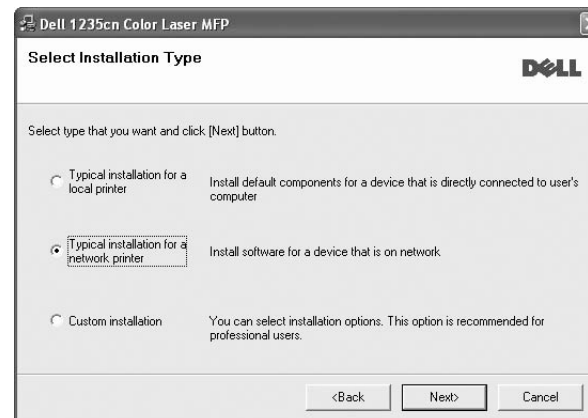 Dell 1235cn Color Laser MFP
Select Installation Type
DELL
Select type that you want and click [Next] button.
Typical installation for a
local printer
Install default components for a device that is directly connected to user's
computer
Typical installation for a
network printer
Install software for a device that is on network
Custom installation
You can select installation options. This option is recommended for
professional users.
<Back
Next>
Cancel